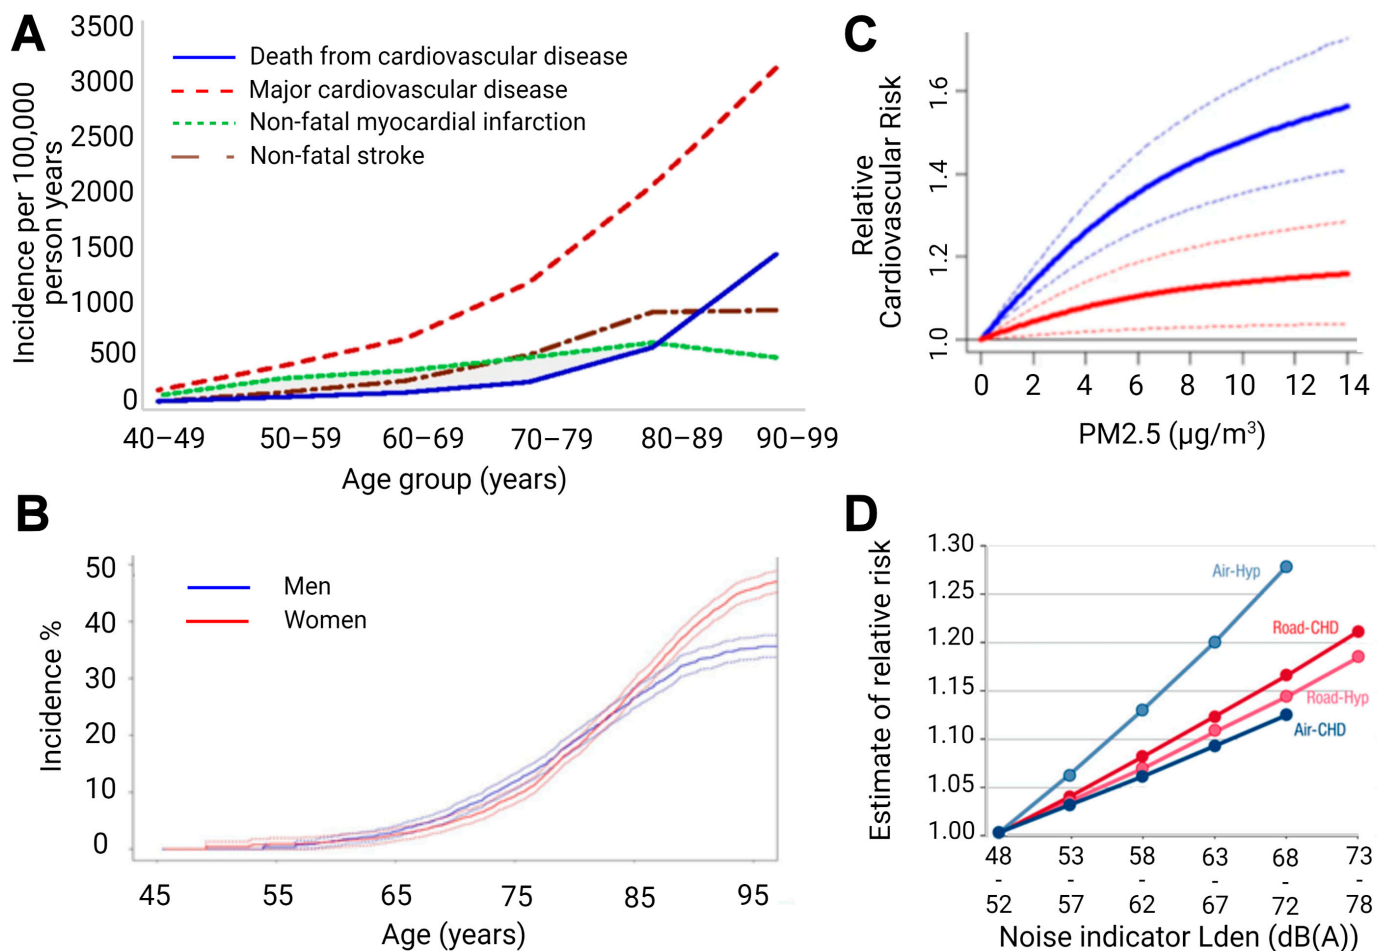 A
3500
3000
2500
2000
1500
1000
500
0
Incidence per 100,000
person years
Death from cardiovascular disease
Major cardiovascular disease
Non-fatal myocardial infarction
Non-fatal stroke
40–49 50–59 60–69 70–79 80–89 90–99
Age group (years)
B
50
40
30
20
10
0
Incidence %
Men
Women
45 55 65 75 85 95
Age (years)
C
Relative
Cardiovascular Risk
1.6
1.4
1.2
1.0
0 2 4 6 8 10 12 14
PM2.5 (µg/m³)
D
Estimate of relative risk
1.30
1.25
1.20
1.15
1.10
1.05
1.00
Air-Hyp
Road-CHD
Road-Hyp
Air-CHD
48 53 58 63 68 73
- - - - - -
52 57 62 67 72 78
Noise indicator Lden (dB(A))